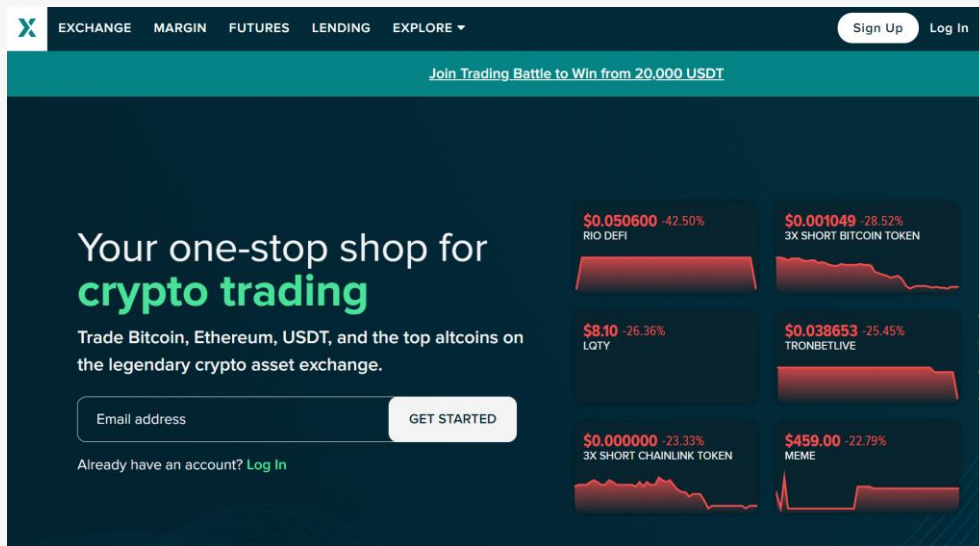 EXCHANGE MARGIN FUTURES LENDING EXPLORE
Sign Up Log In
Join Trading Battle to Win from 20,000 USDT
Your one-stop shop for
crypto trading
Trade Bitcoin, Ethereum, USDT, and the top altcoins on
the legendary crypto asset exchange.
Email address
GET STARTED
Already have an account? Log In
$0.050600 -42.50%
RIO DEFI
$0.001049 -28.52%
3X SHORT BITCOIN TOKEN
$8.10 -26.36%
LQTY
$0.038653 -25.45%
TRONBETLIVE
$0.000000 -23.33%
3X SHORT CHAINLINK TOKEN
$459.00 -22.79%
MEME